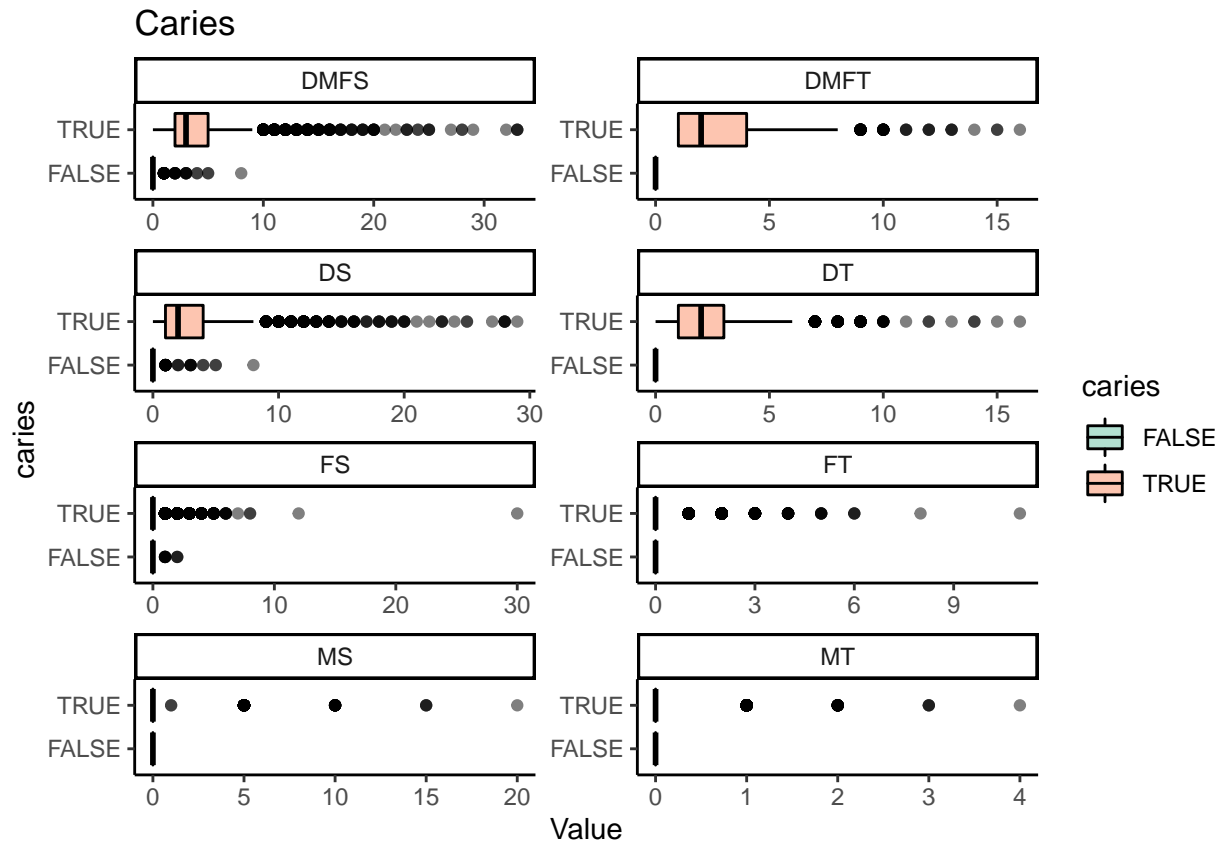 Caries
DMFS
DMFT
TRUE
FALSE
0 10 20 30
TRUE
FALSE
0 5 10 15
DS
DT
TRUE
FALSE
0 10 20 30
TRUE
FALSE
0 5 10 15
FS
FT
TRUE
FALSE
0 10 20 30
TRUE
FALSE
0 3 6 9
MS
MT
TRUE
FALSE
0 5 10 15 20
TRUE
FALSE
0 1 2 3 4
Value
caries
caries
FALSE
TRUE